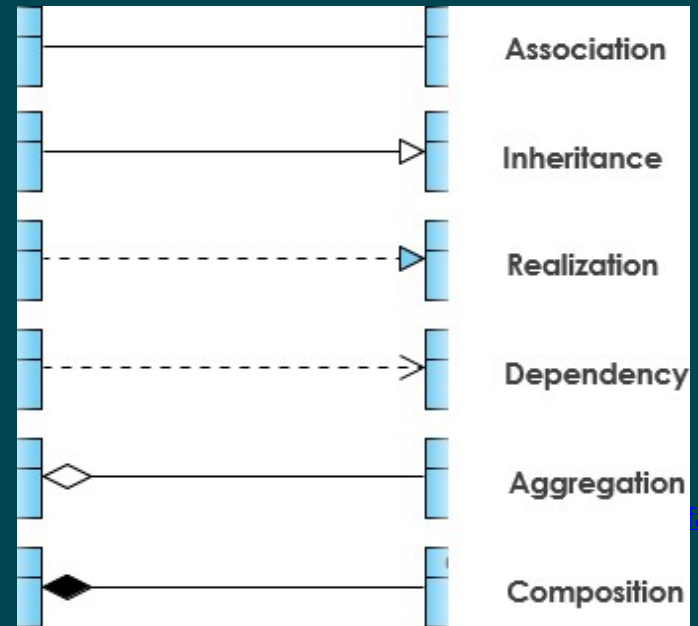 Association
Inheritance
Realization
Dependency
Aggregation
Composition